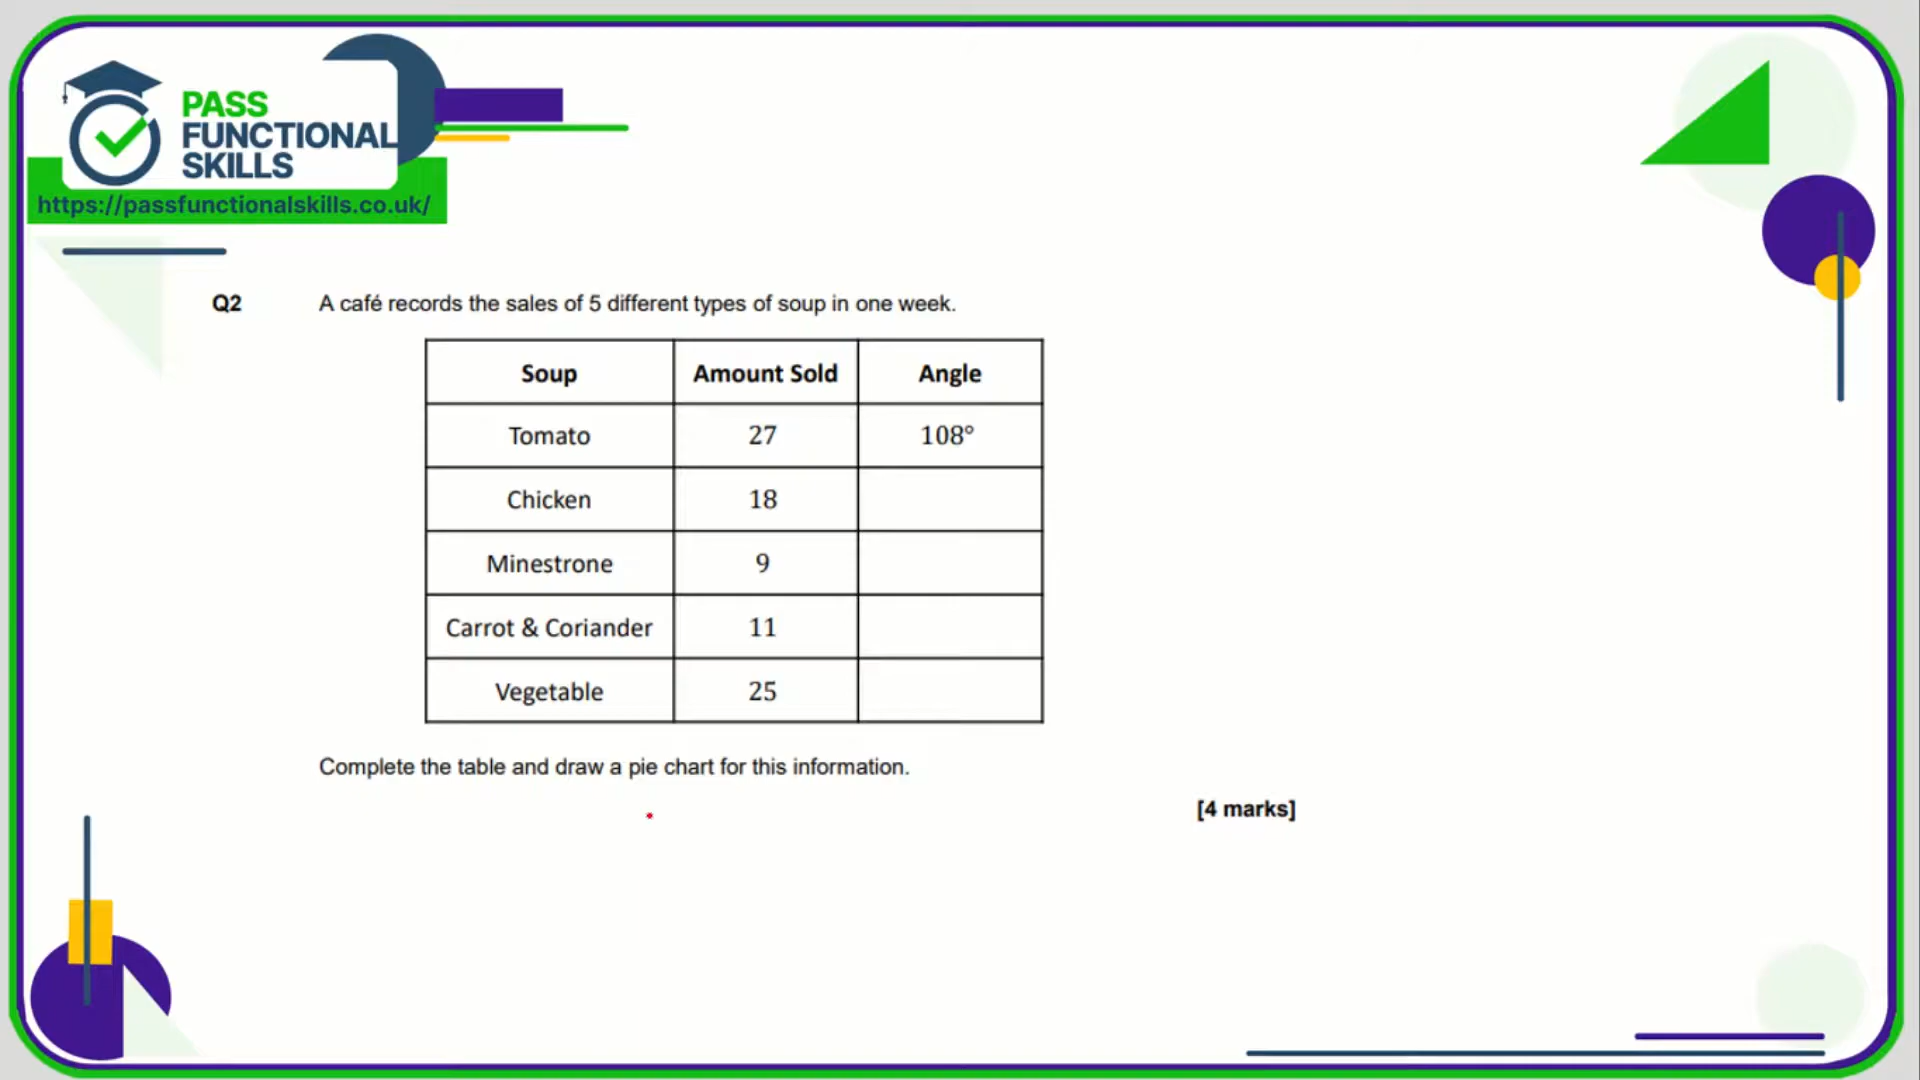 PASS
FUNCTIONAL
SKILLS
https://passfunctionalskills.co.uk/
Q2 A café records the sales of 5 different types of soup in one week.
Soup Amount Sold Angle
Tomato 27 108°
Chicken 18
Minestrone 9
Carrot & Coriander 11
Vegetable 25
Complete the table and draw a pie chart for this information.
[4 marks]